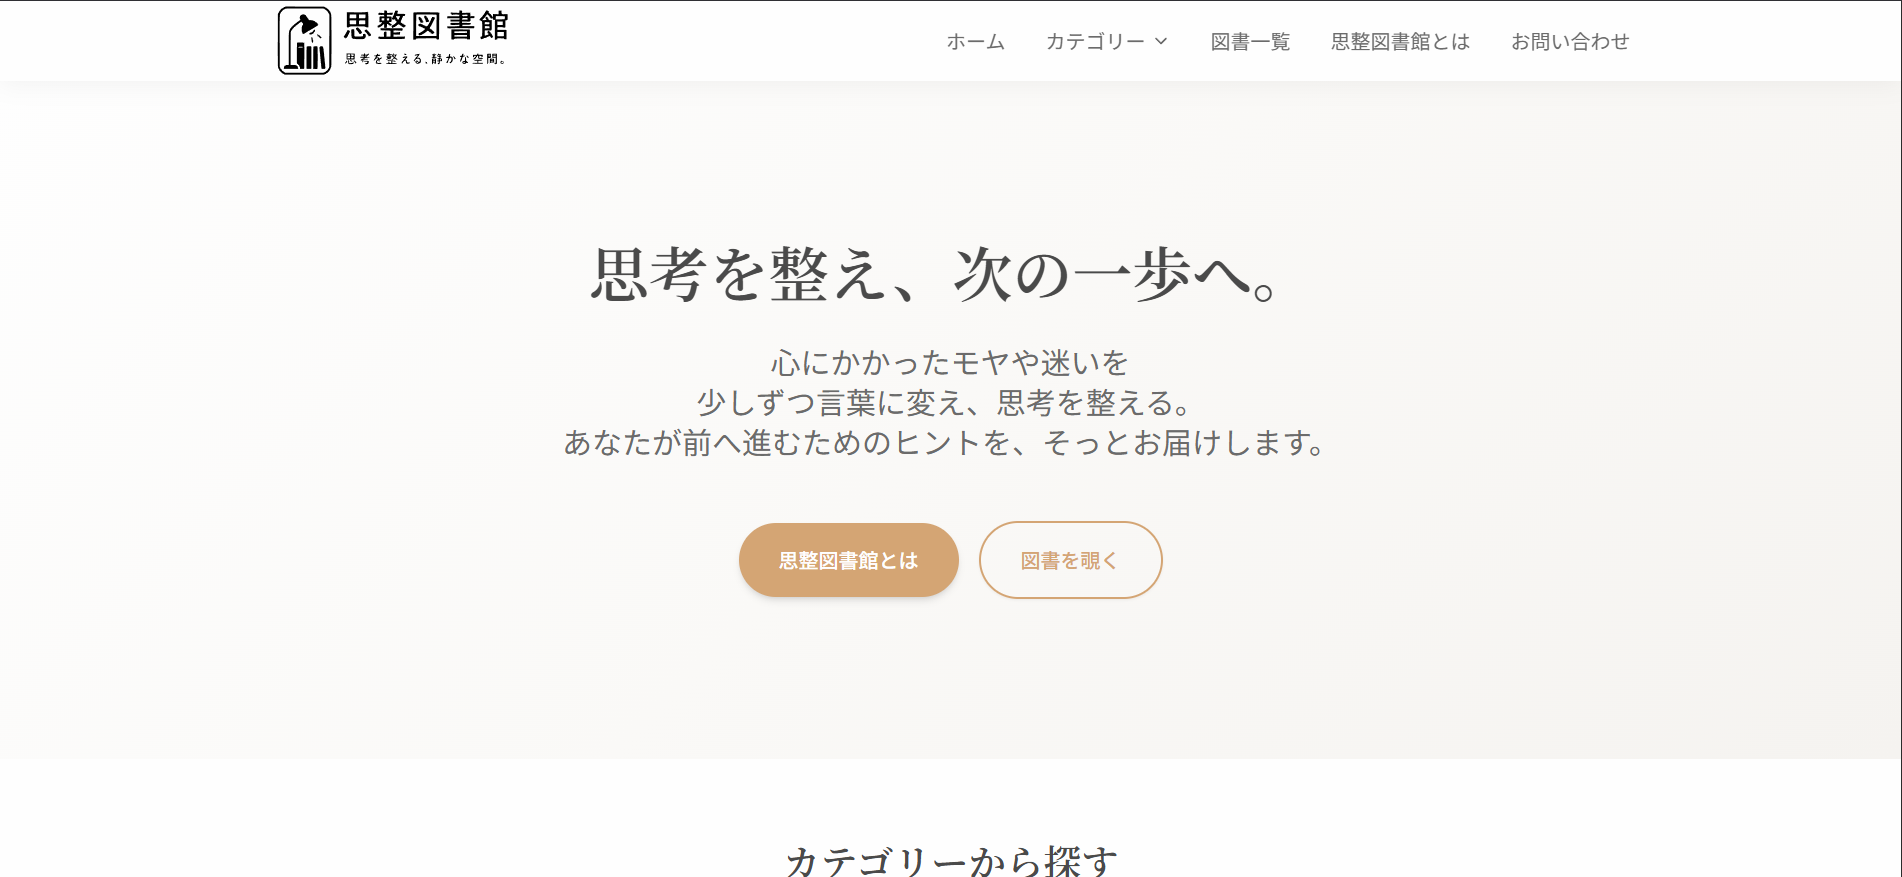 思整図書館
思考を整える、静かな空間。
ホーム
カテゴリー
図書一覧
思整図書館とは
お問い合わせ
思考を整え、次の一歩へ。
心にかかったモヤや迷いを
少しずつ言葉に変え、思考を整える。
あなたが前へ進むためのヒントを、そっとお届けします。
思整図書館とは
図書を覗く
カテゴリーから探す